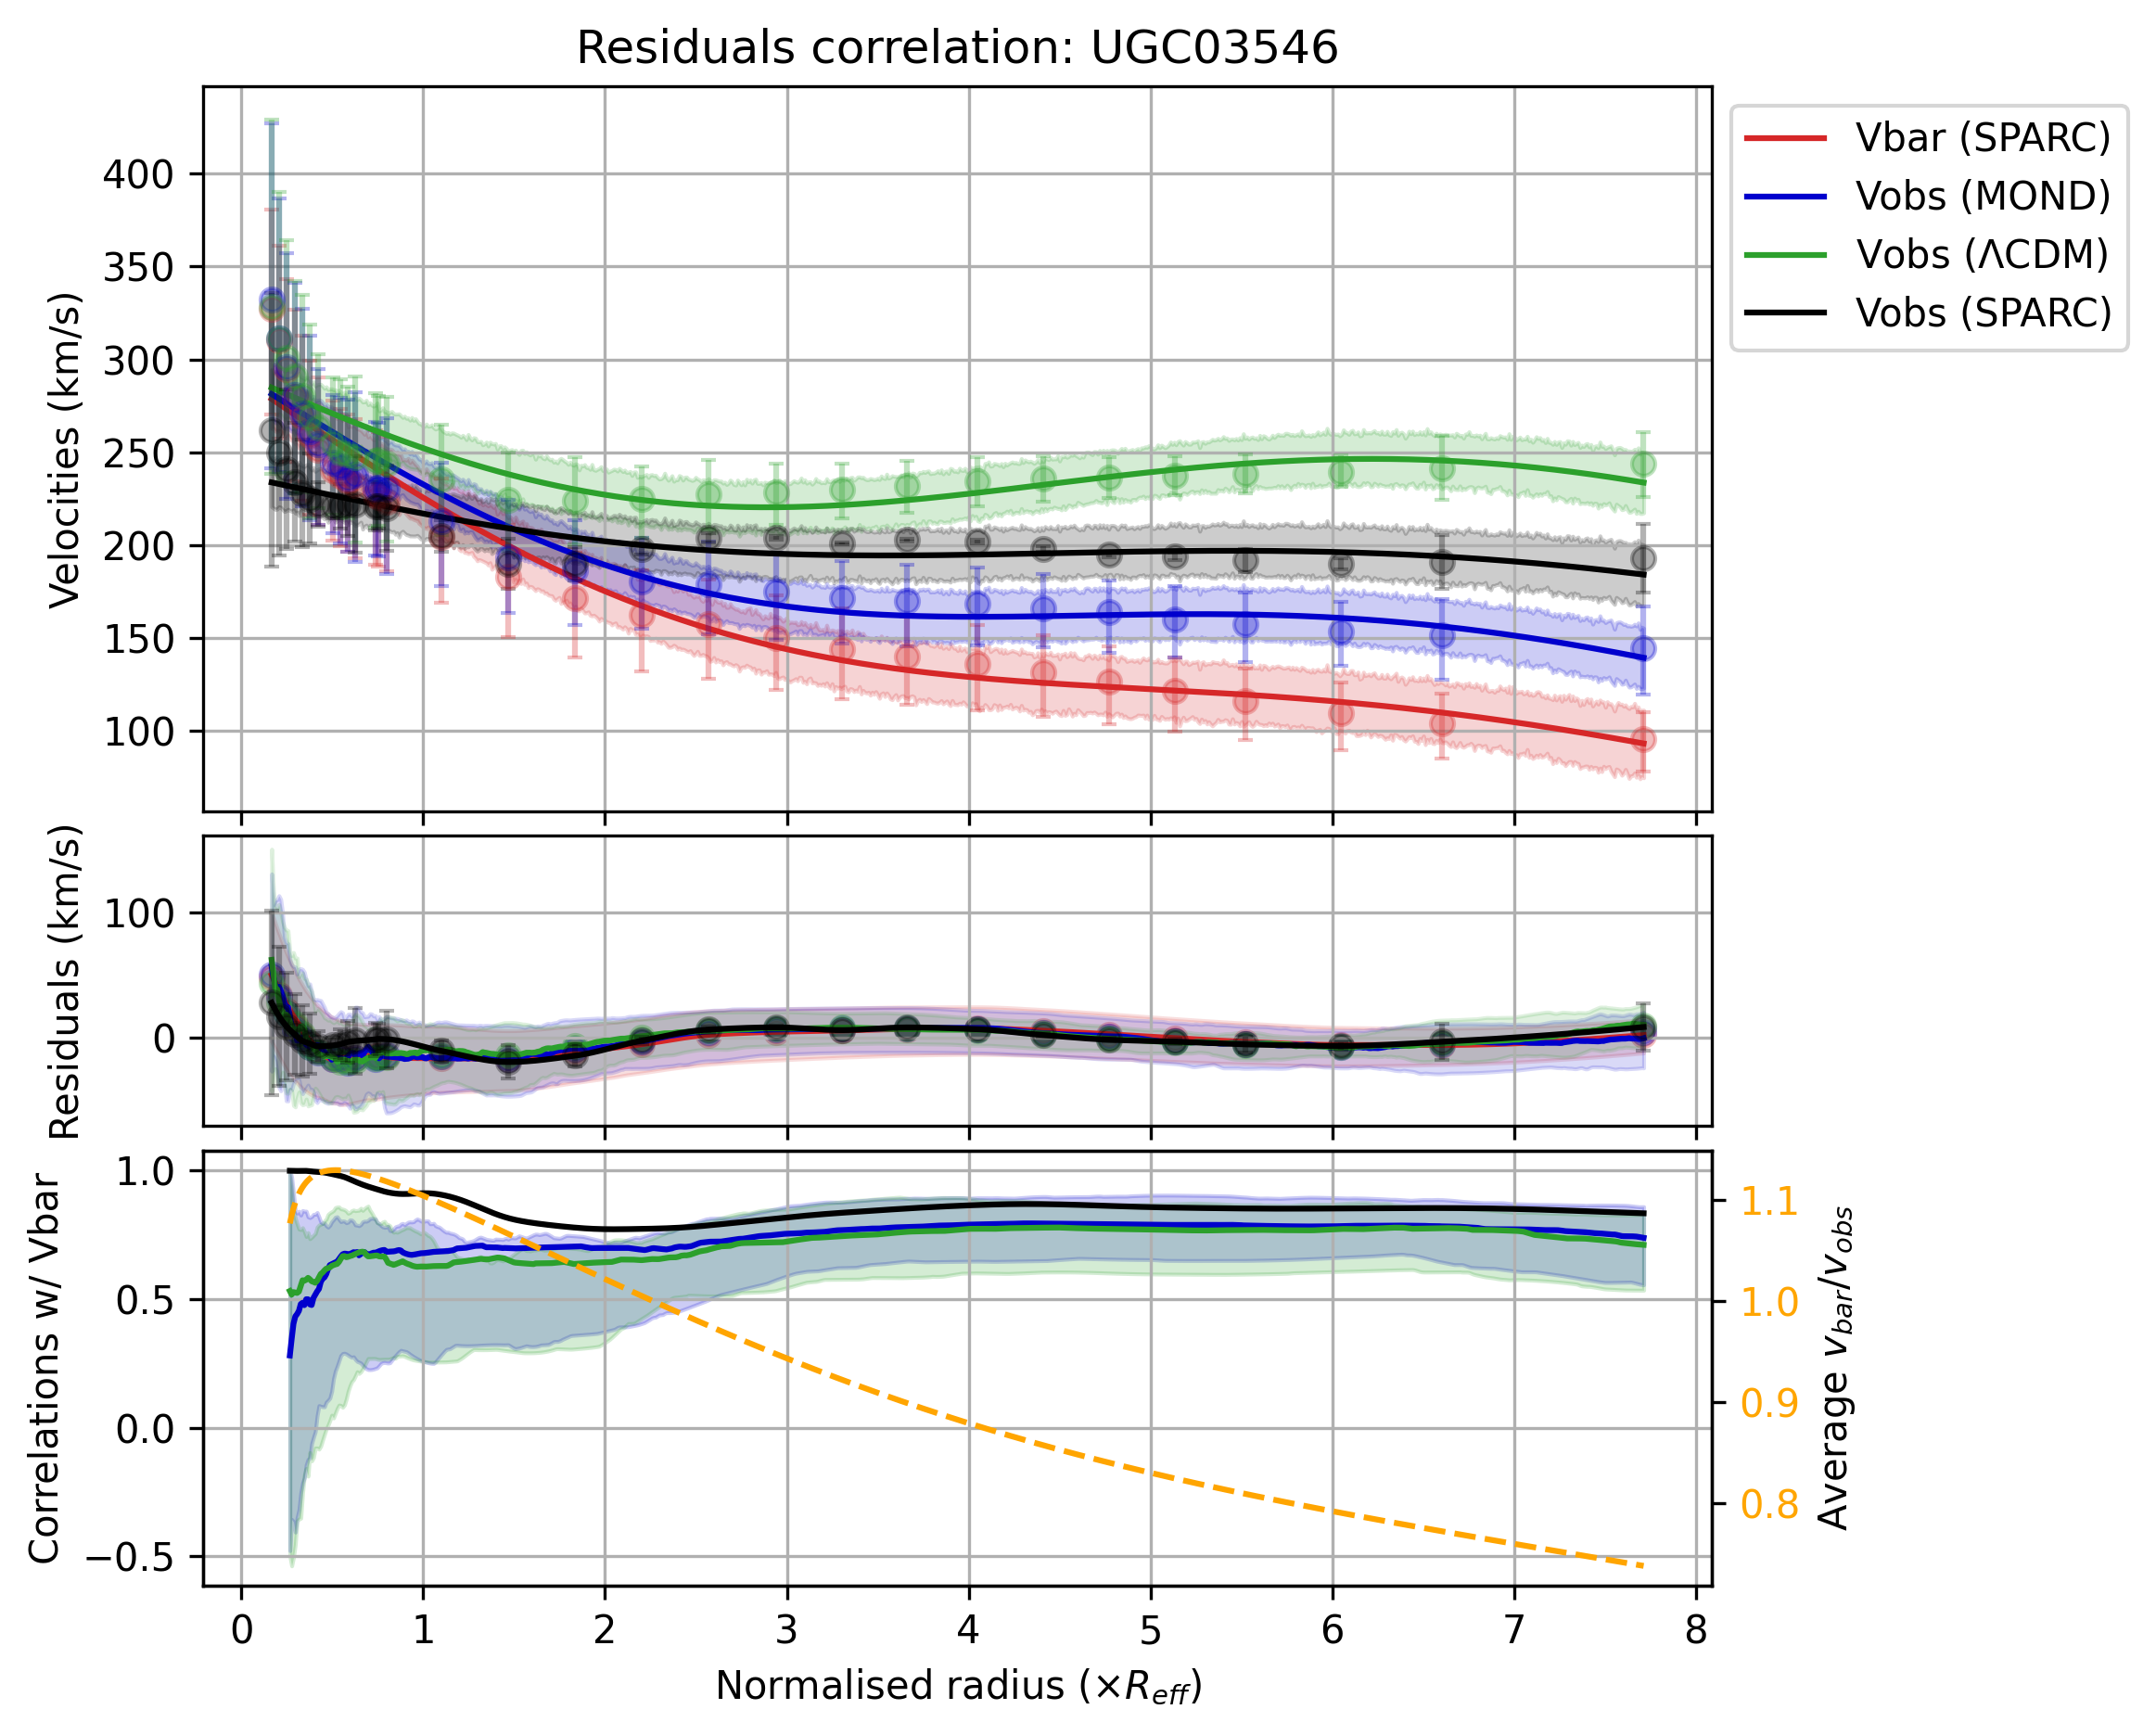 Residuals correlation: UGC03546
Velocities (km/s)
400
350
300
250
200
150
100
Vbar (SPARC)
Vobs (MOND)
Vobs (ΛCDM)
Vobs (SPARC)
Residuals (km/s)
100
0
Correlations w/ Vbar
1.0
0.5
0.0
−0.5
1.1
1.0
0.9
0.8
Average v_bar/v_obs
0 1 2 3 4 5 6 7 8
Normalised radius (×R_eff)